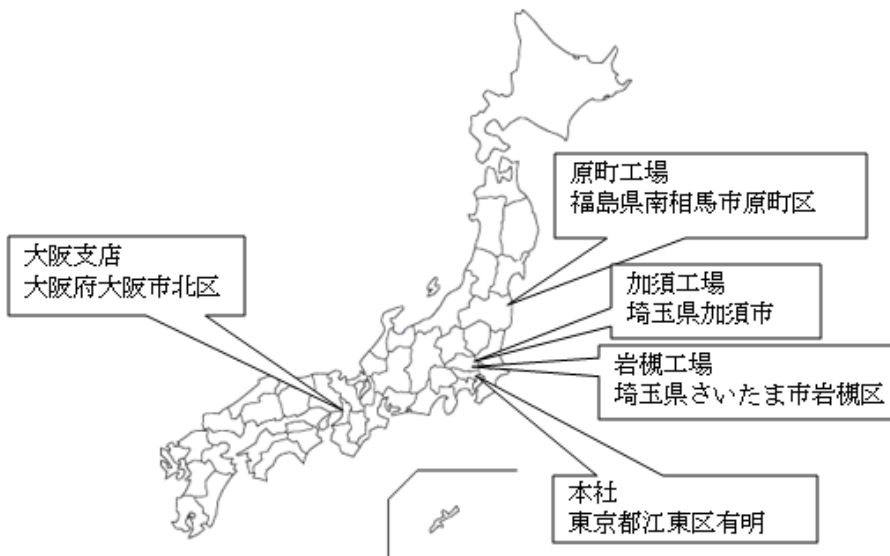 原町工場
福島県南相馬市原町区
大阪支店
大阪府大阪市北区
加須工場
埼玉県加須市
岩槻工場
埼玉県さいたま市岩槻区
本社
東京都江東区有明